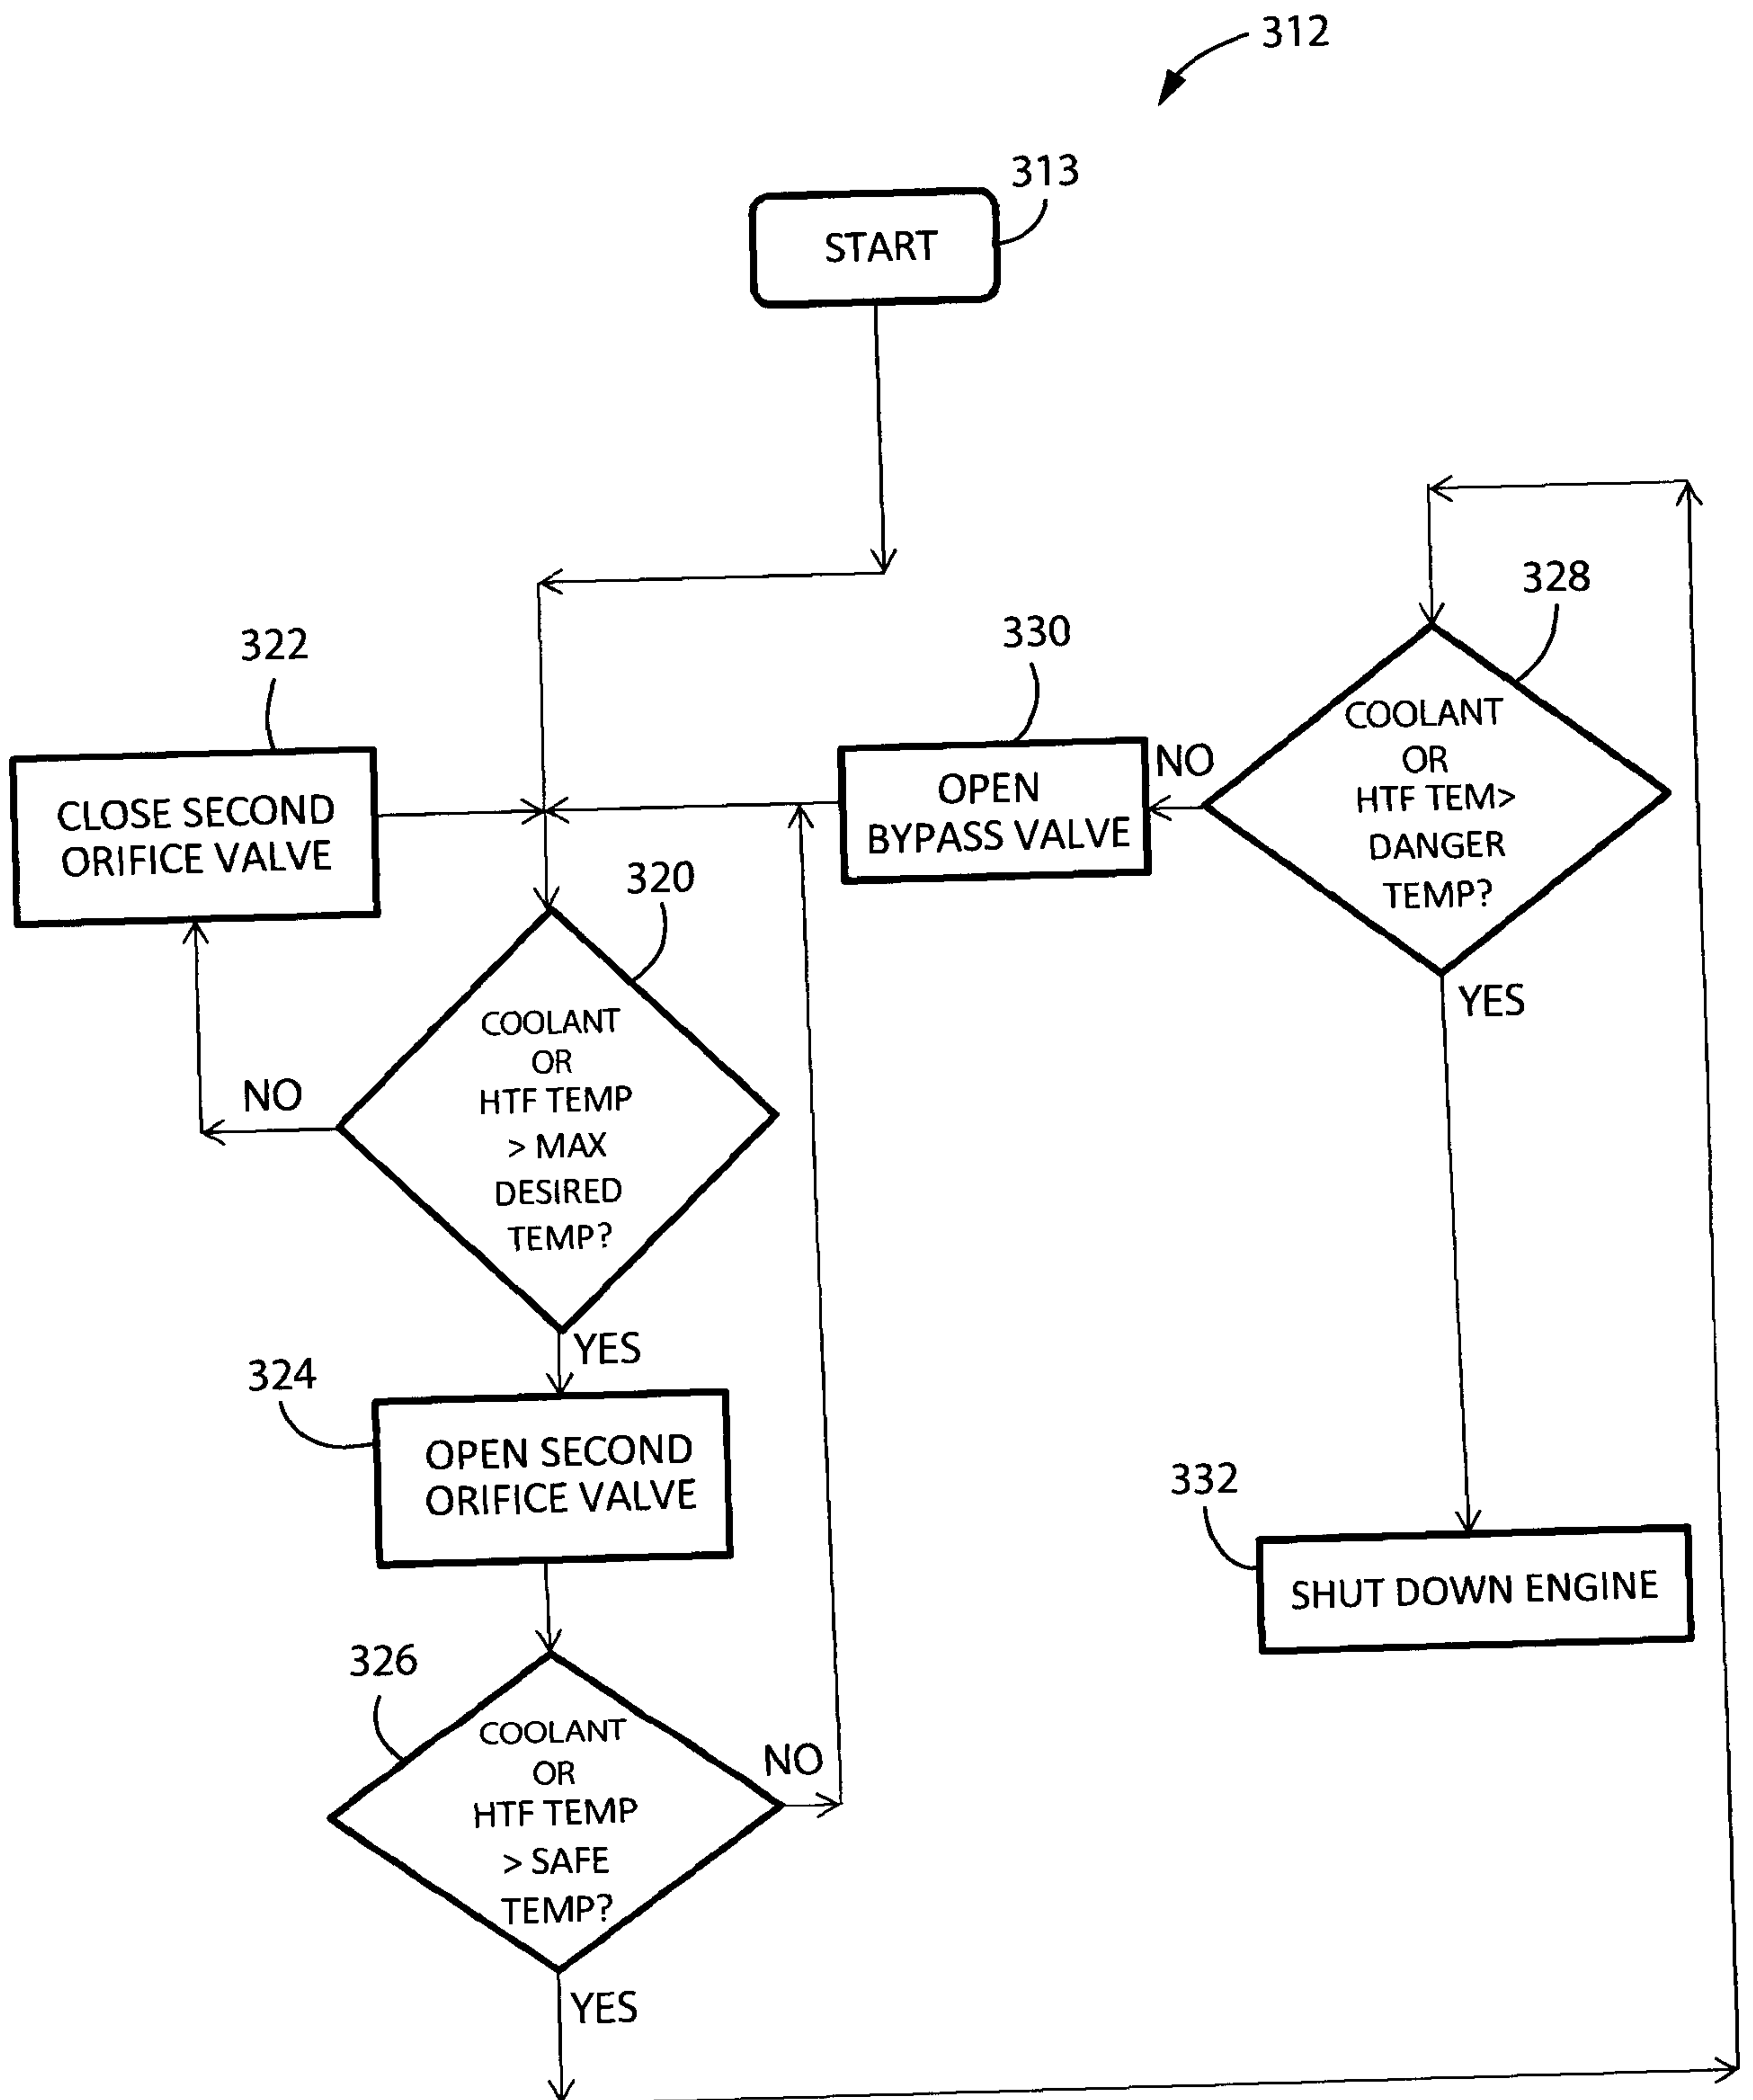 312
313
START
328
330
322
COOLANT
OR
HTF TEM>
DANGER
TEMP?
NO
OPEN
BYPASS VALVE
CLOSE SECOND
ORIFICE VALVE
320
YES
COOLANT
OR
HTF TEMP
> MAX
DESIRED
TEMP?
NO
YES
324
OPEN SECOND
ORIFICE VALVE
332
SHUT DOWN ENGINE
326
COOLANT
OR
HTF TEMP
> SAFE
TEMP?
NO
YES